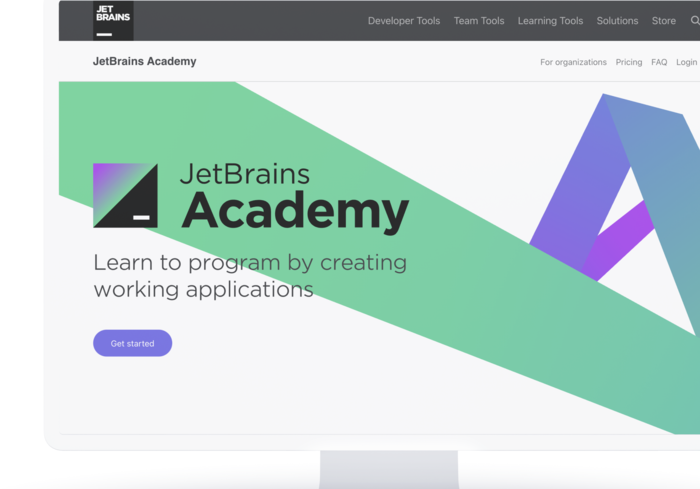 JET
BRAINS
Developer Tools Team Tools Learning Tools Solutions Store
JetBrains Academy
For organizations Pricing FAQ Login
JetBrains
Academy
Learn to program by creating
working applications
Get started